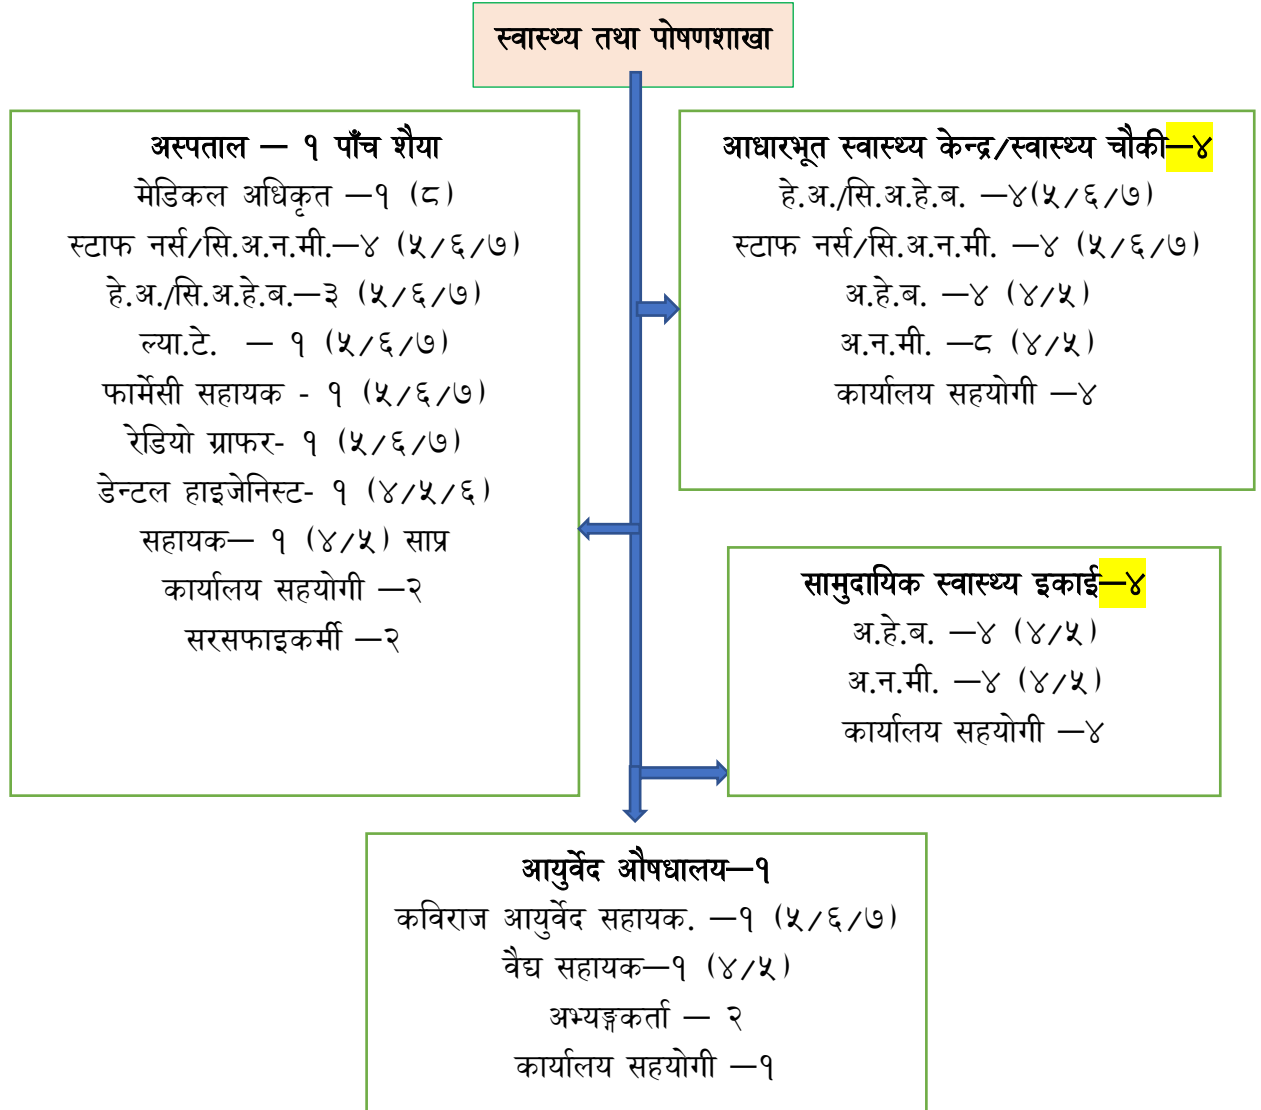 स्वास्थ्य तथा पोषणशाखा
अस्पताल — १ पाँच शैया
मेडिकल अधिकृत —१ (८)
स्टाफ नर्स/सि.अ.न.मी.—४ (५/६/७)
हे.अ./सि.अ.हे.ब.—३ (५/६/७)
ल्या.टे. — १ (५/६/७)
फार्मेसी सहायक - १ (५/६/७)
रेडियो ग्राफर- १ (५/६/७)
डेन्टल हाइजेनिस्ट- १ (४/५/६)
सहायक— १ (४/५) साप्र
कार्यालय सहयोगी —२
सरसफाइकर्मी —२
आधारभूत स्वास्थ्य केन्द्र/स्वास्थ्य चौकी—४
हे.अ./सि.अ.हे.ब. —४(५/६/७)
स्टाफ नर्स/सि.अ.न.मी. —४ (५/६/७)
अ.हे.ब. —४ (४/५)
अ.न.मी. —८ (४/५)
कार्यालय सहयोगी —४
सामुदायिक स्वास्थ्य इकाई—४
अ.हे.ब. —४ (४/५)
अ.न.मी. —४ (४/५)
कार्यालय सहयोगी —४
आयुर्वेद औषधालय—१
कविराज आयुर्वेद सहायक. —१ (५/६/७)
वैद्य सहायक—१ (४/५)
अभ्यङ्गकर्ता — २
कार्यालय सहयोगी —१